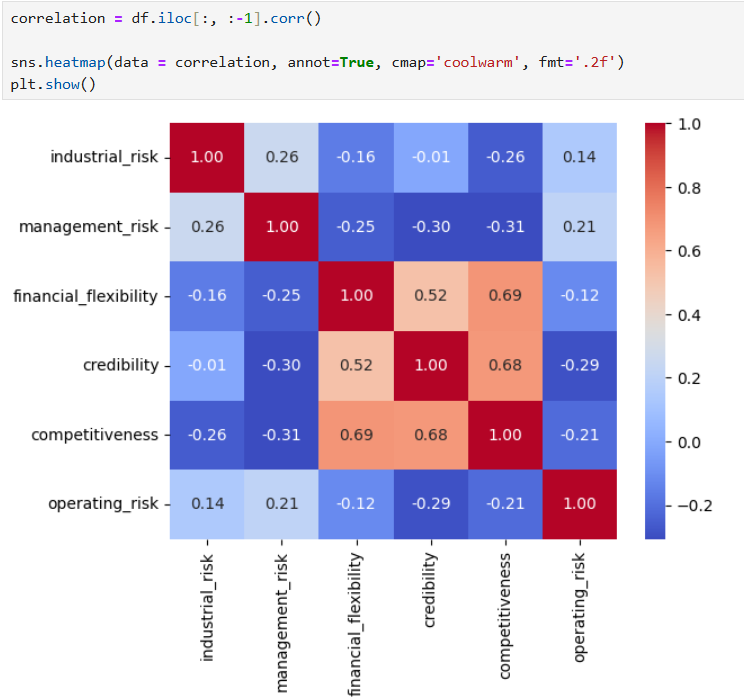 correlation = df.iloc[:, :-1].corr()
sns.heatmap(data = correlation, annot=True, cmap='coolwarm', fmt='.2f')
plt.show()
industrial_risk 1.00 0.26 -0.16 -0.01 -0.26 0.14
management_risk 0.26 1.00 -0.25 -0.30 -0.31 0.21
financial_flexibility -0.16 -0.25 1.00 0.52 0.69 -0.12
credibility -0.01 -0.30 0.52 1.00 0.68 -0.29
competitiveness -0.26 -0.31 0.69 0.68 1.00 -0.21
operating_risk 0.14 0.21 -0.12 -0.29 -0.21 1.00
industrial_risk
management_risk
financial_flexibility
credibility
competitiveness
operating_risk
1.0
0.8
0.6
0.4
0.2
0.0
−0.2